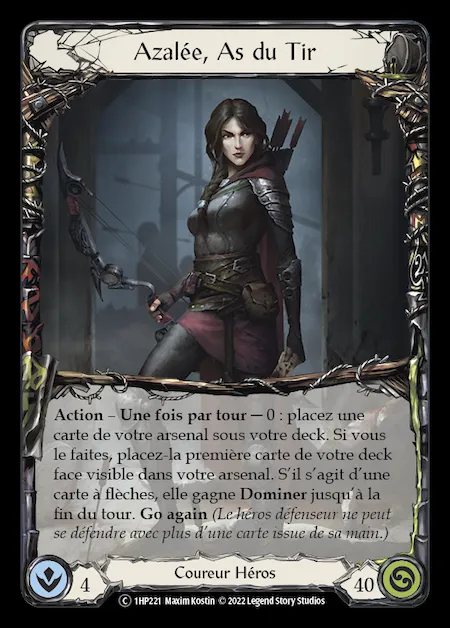 Azalée, As du Tir
Action – Une fois par tour — 0 : placez une
carte de votre arsenal sous votre deck. Si vous
le faites, placez-la première carte de votre deck
face visible dans votre arsenal. S'il s'agit d'une
carte à flèches, elle gagne Dominer jusqu'à la
fin du tour. Go again (Le héros défenseur ne peut
se défendre avec plus d'une carte issue de sa main.)
4
Coureur Héros
40
C 1HP221 Maxim Kostin © 2022 Legend Story Studios